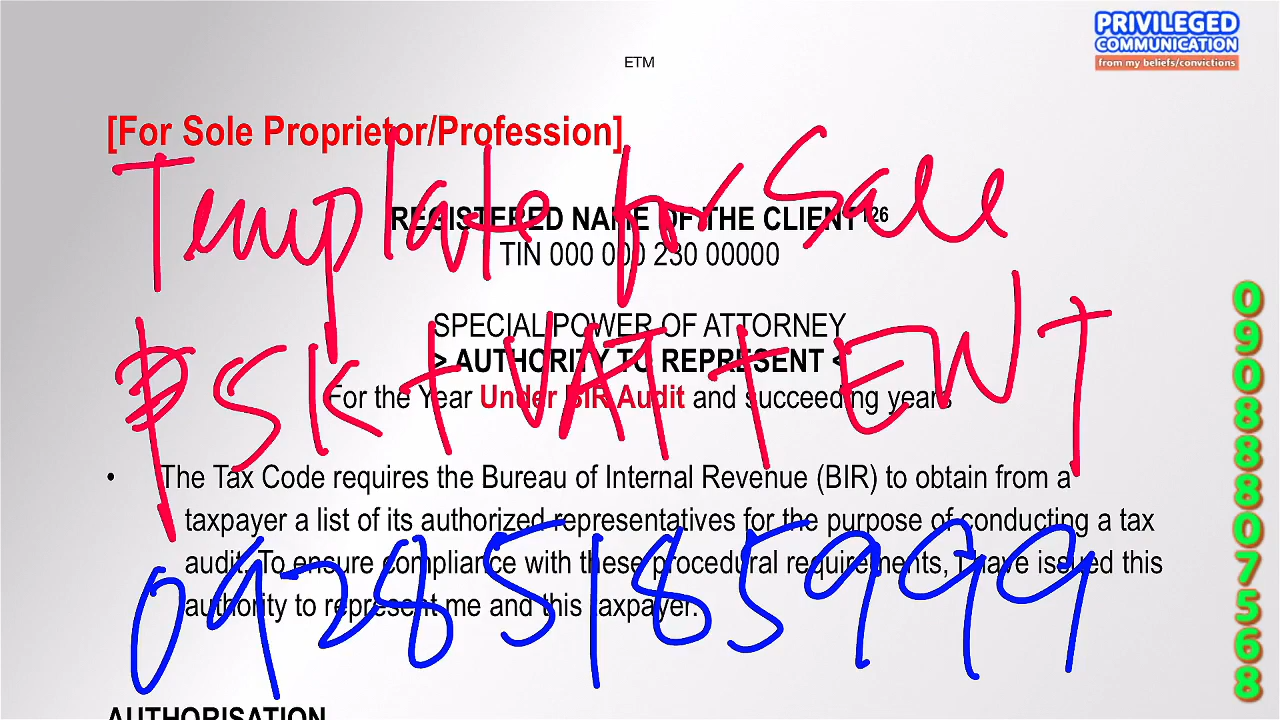 PRIVILEGED
COMMUNICATION
from my beliefs/convictions
ETM
[For Sole Proprietor/Profession]
Template for Sale
REGISTERED NAME OF THE CLIENT¹²⁶
TIN 000 000 230 00000
SPECIAL POWER OF ATTORNEY
> AUTHORITY TO REPRESENT <
For the Year Under BIR Audit and succeeding years
₱5K + VAT + EWT
• The Tax Code requires the Bureau of Internal Revenue (BIR) to obtain from a
taxpayer a list of its authorized representatives for the purpose of conducting a tax
audit. To ensure compliance with these procedural requirements, I have issued this
authority to represent me and this taxpayer.
09285185999
AUTHORISATION
09088807568